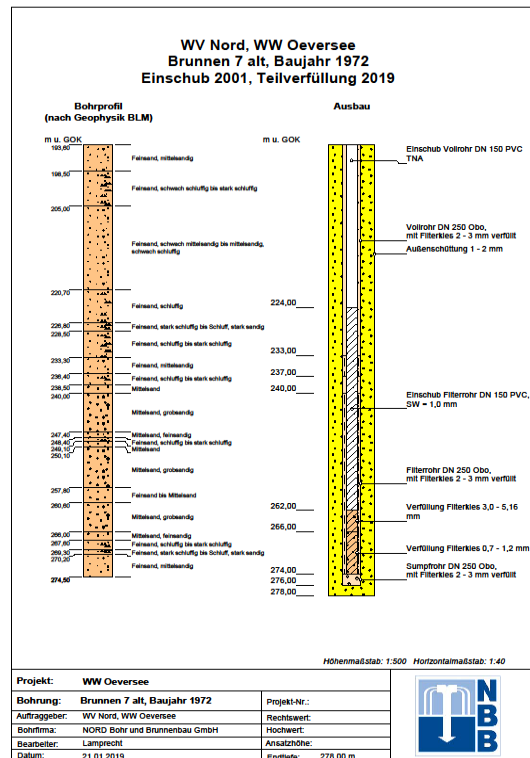 WV Nord, WW Oeversee
Brunnen 7 alt, Baujahr 1972
Einschub 2001, Teilverfüllung 2019
Bohrprofil
(nach Geophysik BLM)
m u. GOK
193,60
Feinsand, mittelsandig
198,50
Feinsand, schwach schluffig bis stark schluffig
205,00
Feinsand, schwach mittelsandig bis mittelsandig,
schwach schluffig
220,70
Feinsand, schluffig
226,80
Feinsand, stark schluffig bis Schluff, stark sandig
228,50
Feinsand, schluffig bis stark schluffig
233,30
Feinsand, mittelsandig
236,40
Feinsand, schluffig bis stark schluffig
238,50
Mittelsand
240,00
Mittelsand, grobsandig
247,40
Mittelsand, feinsandig
248,40
Feinsand, schluffig bis stark schluffig
249,10
Mittelsand
250,10
Mittelsand, grobsandig
257,80
Feinsand bis Mittelsand
260,60
Mittelsand, grobsandig
266,00
Mittelsand, feinsandig
267,60
Feinsand, schluffig bis stark schluffig
269,30
Feinsand, stark schluffig bis Schluff, stark sandig
270,20
Feinsand, mittelsandig
274,50
Ausbau
m u. GOK
Einschub Vollrohr DN 150 PVC
TNA
Vollrohr DN 250 Obo,
mit Filterkies 2 - 3 mm verfüllt
Außenschüttung 1 - 2 mm
224,00
233,00
237,00
240,00
Einschub Filterrohr DN 150 PVC,
SW = 1,0 mm
Filterrohr DN 250 Obo,
mit Filterkies 2 - 3 mm verfüllt
262,00
Verfüllung Filterkies 3,0 - 5,16
mm
266,00
Verfüllung Filterkies 0,7 - 1,2 mm
274,00
Sumpfrohr DN 250 Obo,
mit Filterkies 2 - 3 mm verfüllt
276,00
278,00
Höhenmaßstab: 1:500 Horizontalmaßstab: 1:40
Projekt: WW Oeversee
Bohrung: Brunnen 7 alt, Baujahr 1972
Projekt-Nr.:
Auftraggeber: WV Nord, WW Oeversee
Rechtswert:
Bohrfirma: NORD Bohr und Brunnenbau GmbH
Hochwert:
Bearbeiter: Lamprecht
Ansatzhöhe:
Datum: 21.01.2019
Endtiefe: 278,00 m
NBB